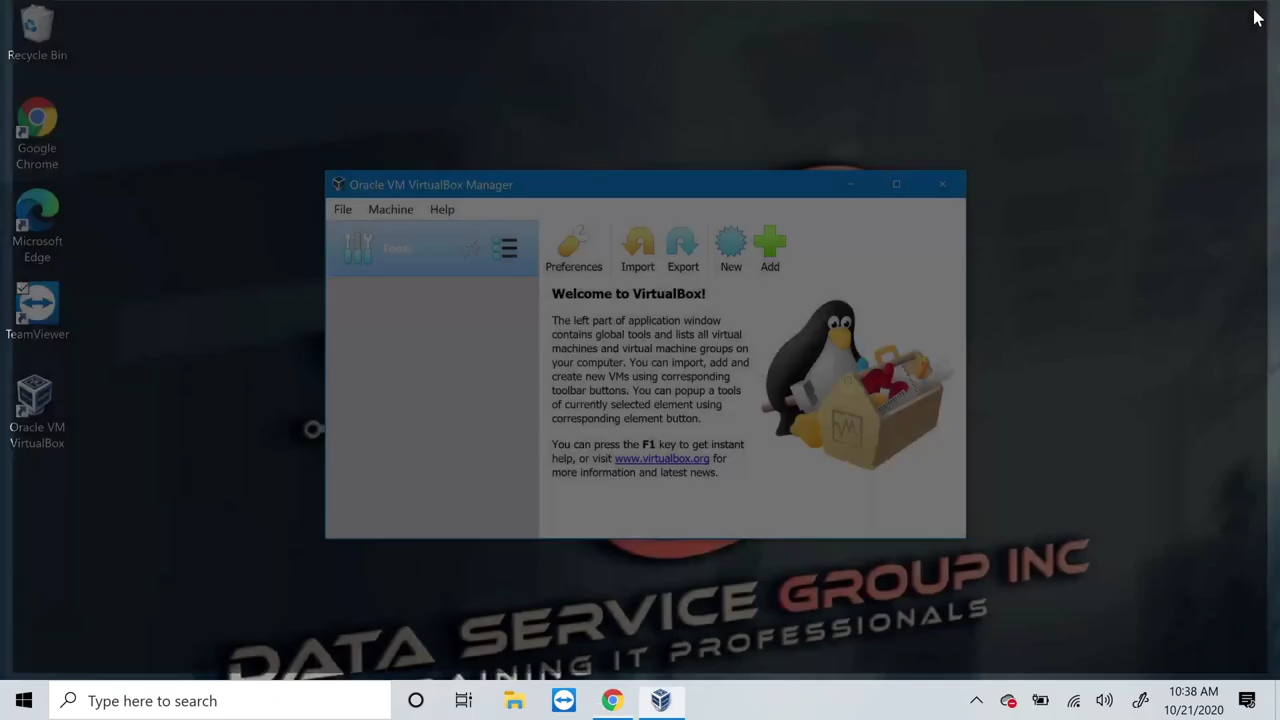 Recycle Bin
Google
Chrome
Microsoft
Edge
TeamViewer
Oracle VM
VirtualBox
Oracle VM VirtualBox Manager
File Machine Help
Tools
Preferences Import Export New Add
Welcome to VirtualBox!
The left part of application window
contains global tools and lists all virtual
machines and virtual machine groups on
your computer. You can import, add and
create new VMs using corresponding
toolbar buttons. You can popup a tools
of currently selected element using
corresponding element button.
You can press the F1 key to get instant
help, or visit www.virtualbox.org for
more information and latest news.
VM
DATA SERVICE GROUP INC
TRAINING IT PROFESSIONALS
Type here to search
10:38 AM
10/21/2020